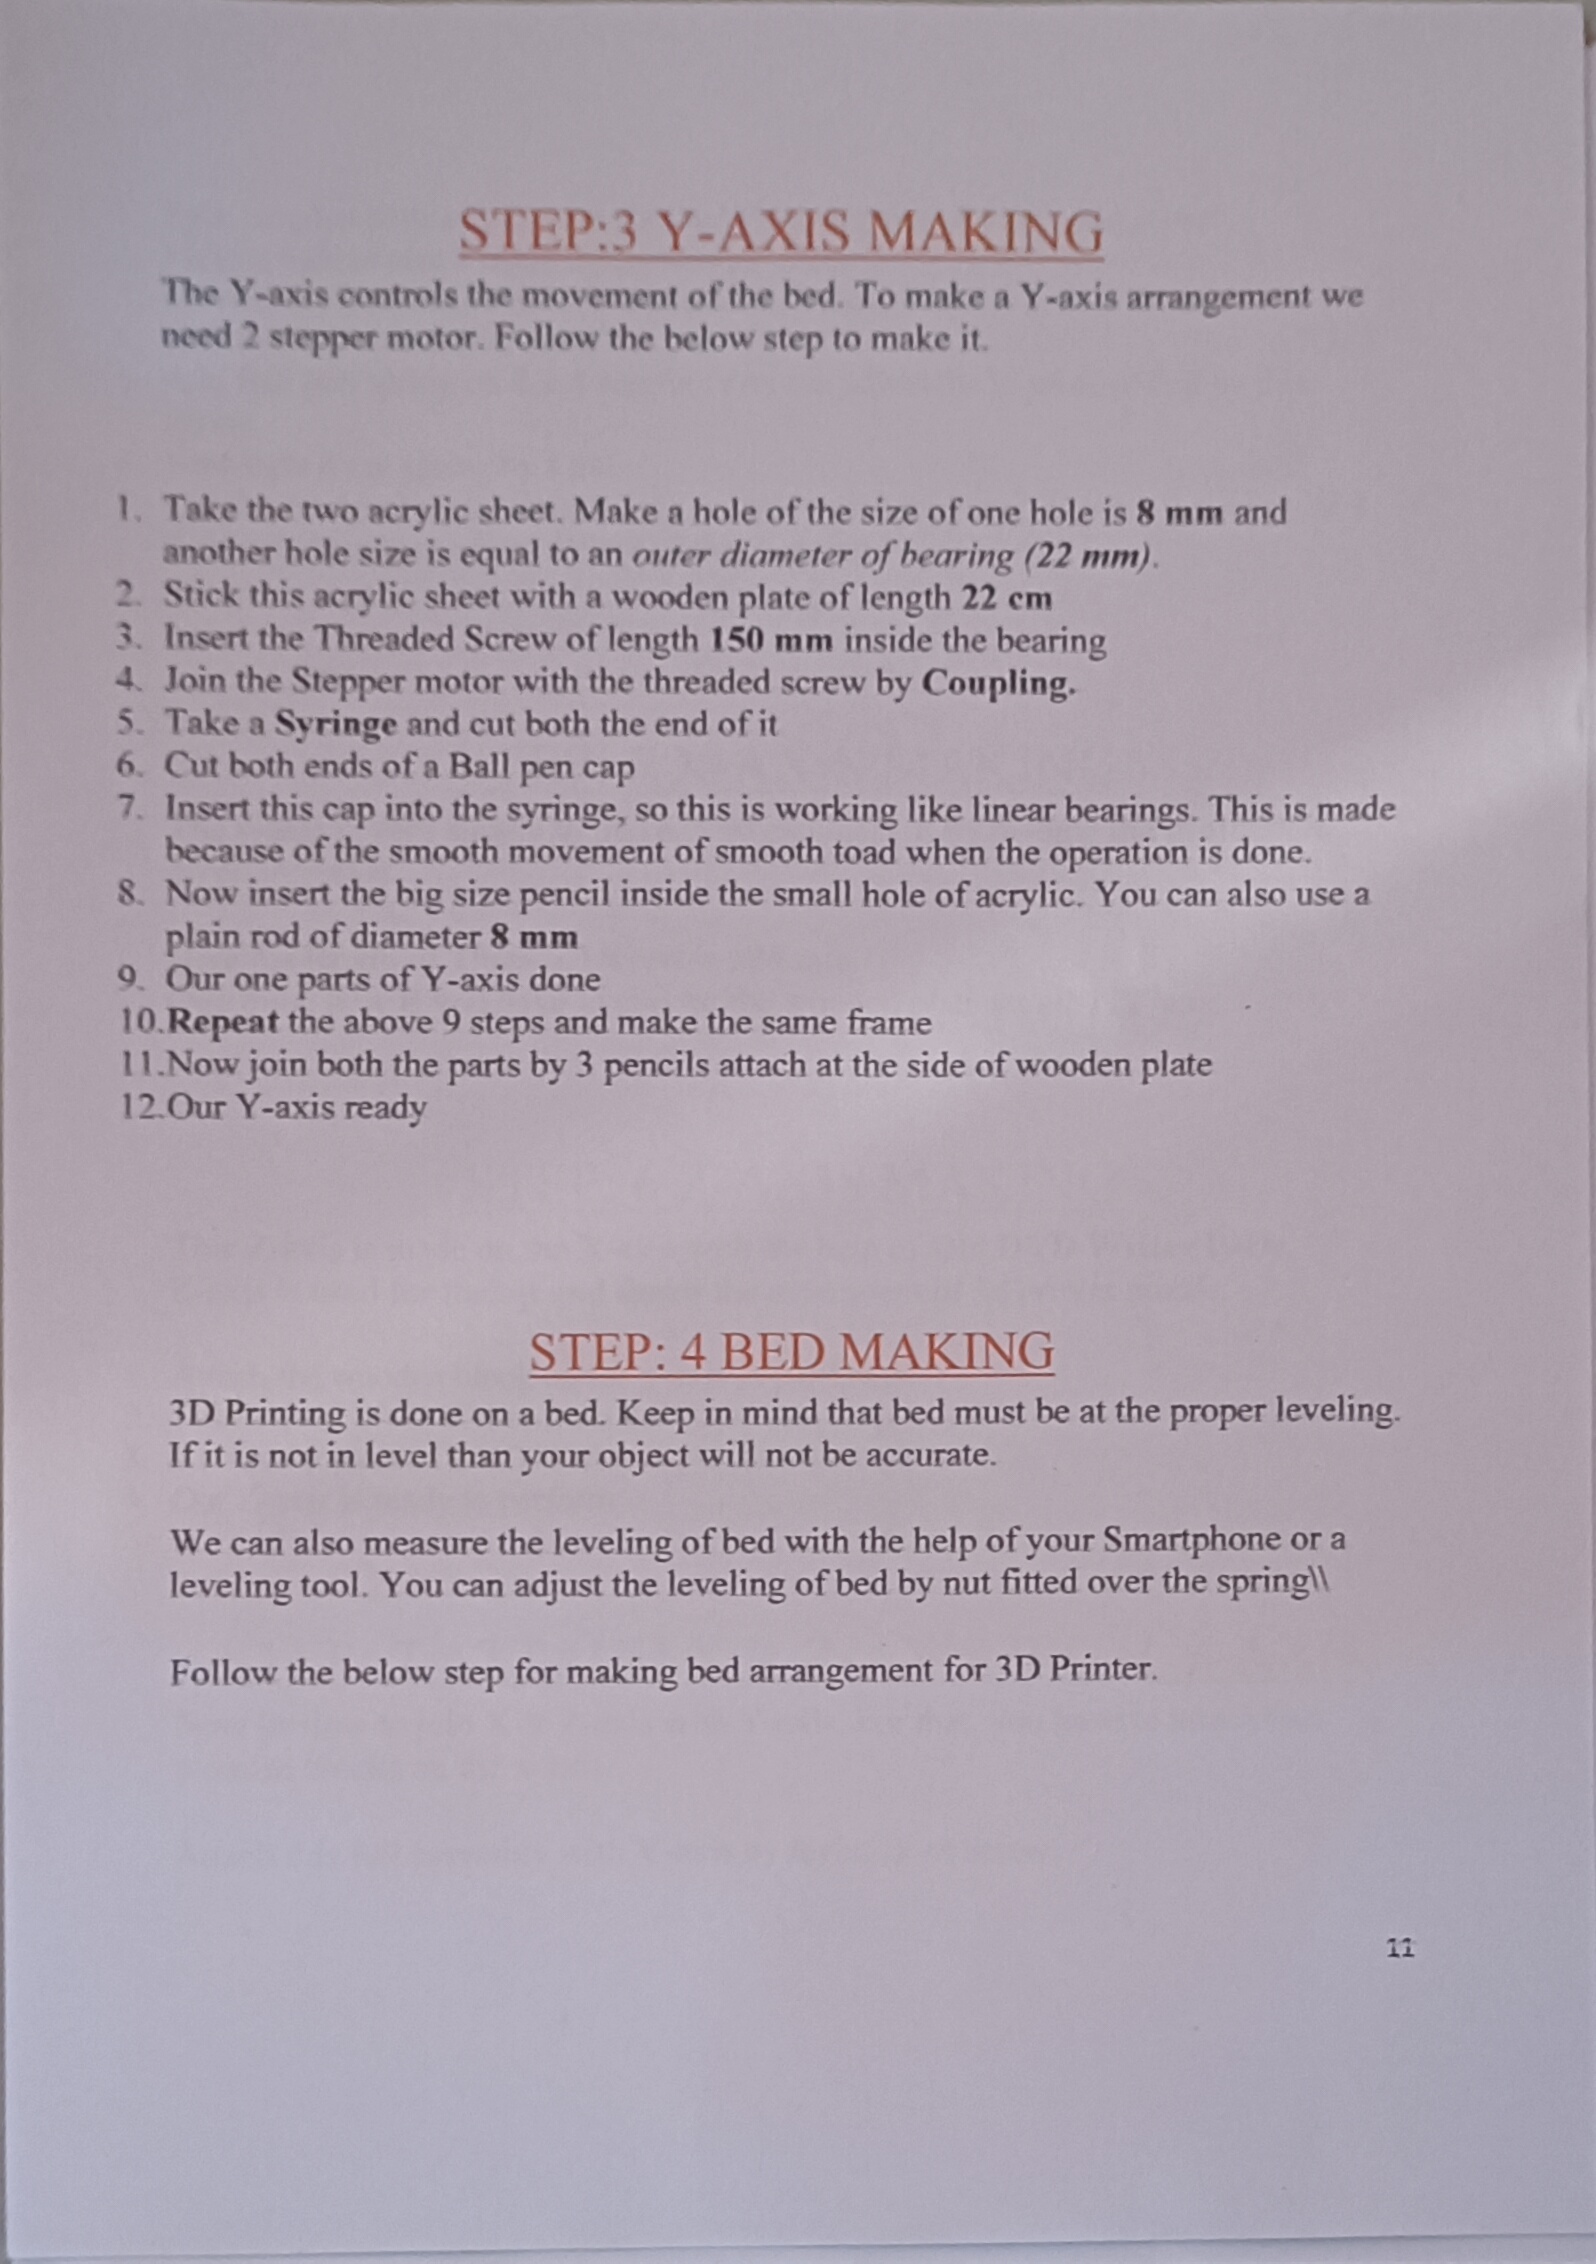 STEP:3 Y-AXIS MAKING
The Y-axis controls the movement of the bed. To make a Y-axis arrangement we
need 2 stepper motor. Follow the below step to make it.
1. Take the two acrylic sheet. Make a hole of the size of one hole is 8 mm and
another hole size is equal to an outer diameter of bearing (22 mm).
2. Stick this acrylic sheet with a wooden plate of length 22 cm
3. Insert the Threaded Screw of length 150 mm inside the bearing
4. Join the Stepper motor with the threaded screw by Coupling.
5. Take a Syringe and cut both the end of it
6. Cut both ends of a Ball pen cap
7. Insert this cap into the syringe, so this is working like linear bearings. This is made
because of the smooth movement of smooth toad when the operation is done.
8. Now insert the big size pencil inside the small hole of acrylic. You can also use a
plain rod of diameter 8 mm
9. Our one parts of Y-axis done
10.Repeat the above 9 steps and make the same frame
11.Now join both the parts by 3 pencils attach at the side of wooden plate
12.Our Y-axis ready
STEP: 4 BED MAKING
3D Printing is done on a bed. Keep in mind that bed must be at the proper leveling.
If it is not in level than your object will not be accurate.
We can also measure the leveling of bed with the help of your Smartphone or a
leveling tool. You can adjust the leveling of bed by nut fitted over the spring\\
Follow the below step for making bed arrangement for 3D Printer.
11